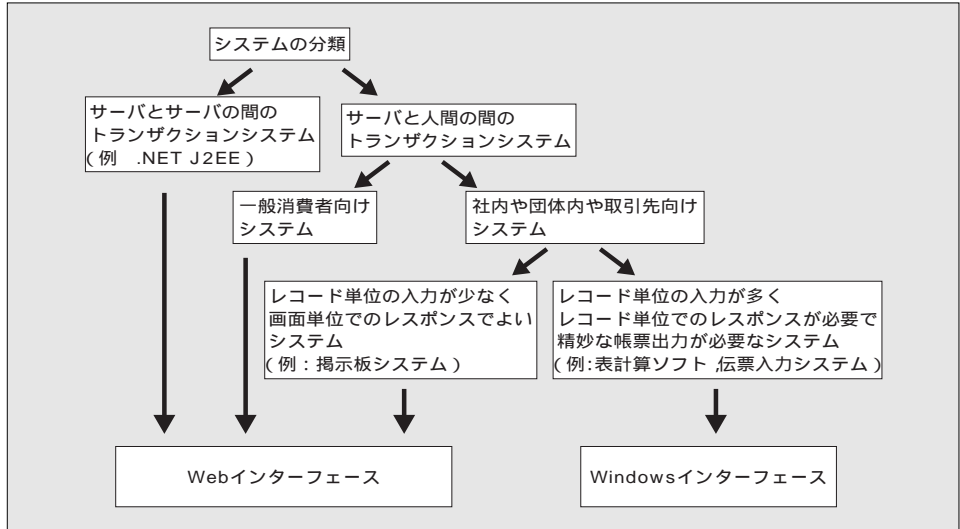 システムの分類
サーバとサーバの間の
トランザクションシステム
(例　.NET J2EE)
サーバと人間の間の
トランザクションシステム
一般消費者向け
システム
社内や団体内や取引先向け
システム
レコード単位の入力が少なく
画面単位でのレスポンスでよい
システム
(例：掲示板システム)
レコード単位の入力が多く
レコード単位でのレスポンスが必要で
精妙な帳票出力が必要なシステム
(例:表計算ソフト,伝票入力システム)
Webインターフェース
Windowsインターフェース